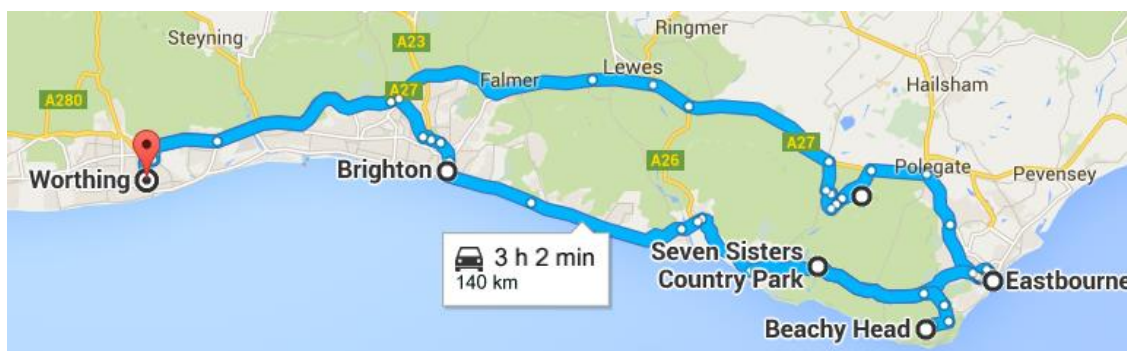 Steyning
A23
Ringmer
A280
A27
Falmer
Lewes
Hailsham
A27
Worthing
Brighton
A26
Polegate
Pevensey
3 h 2 min
140 km
Seven Sisters
Country Park
Eastbourne
Beachy Head